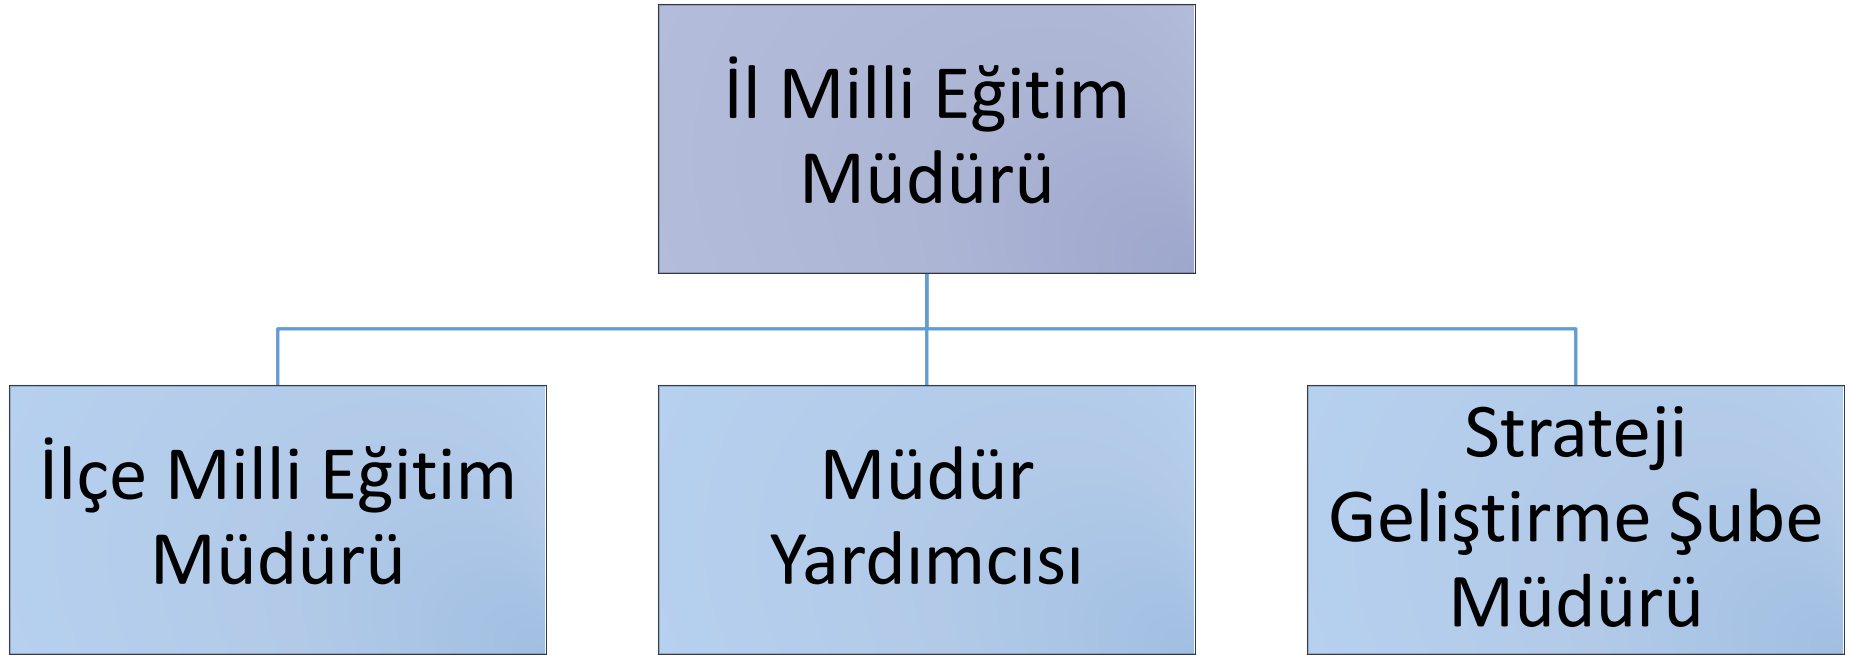 İl Milli Eğitim
Müdürü
İlçe Milli Eğitim
Müdürü
Müdür
Yardımcısı
Strateji
Geliştirme Şube
Müdürü